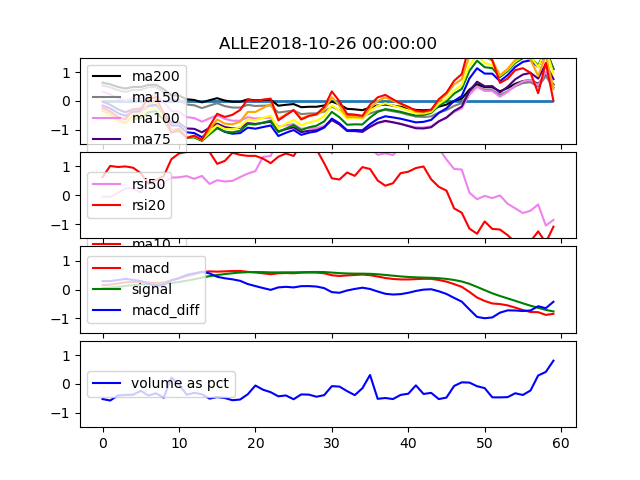 ALLE2018-10-26 00:00:00
1
0
−1
ma200
ma150
ma100
ma75
1
0
−1
rsi50
rsi20
ma10
1
0
−1
macd
signal
macd_diff
1
0
−1
volume as pct
0 10 20 30 40 50 60